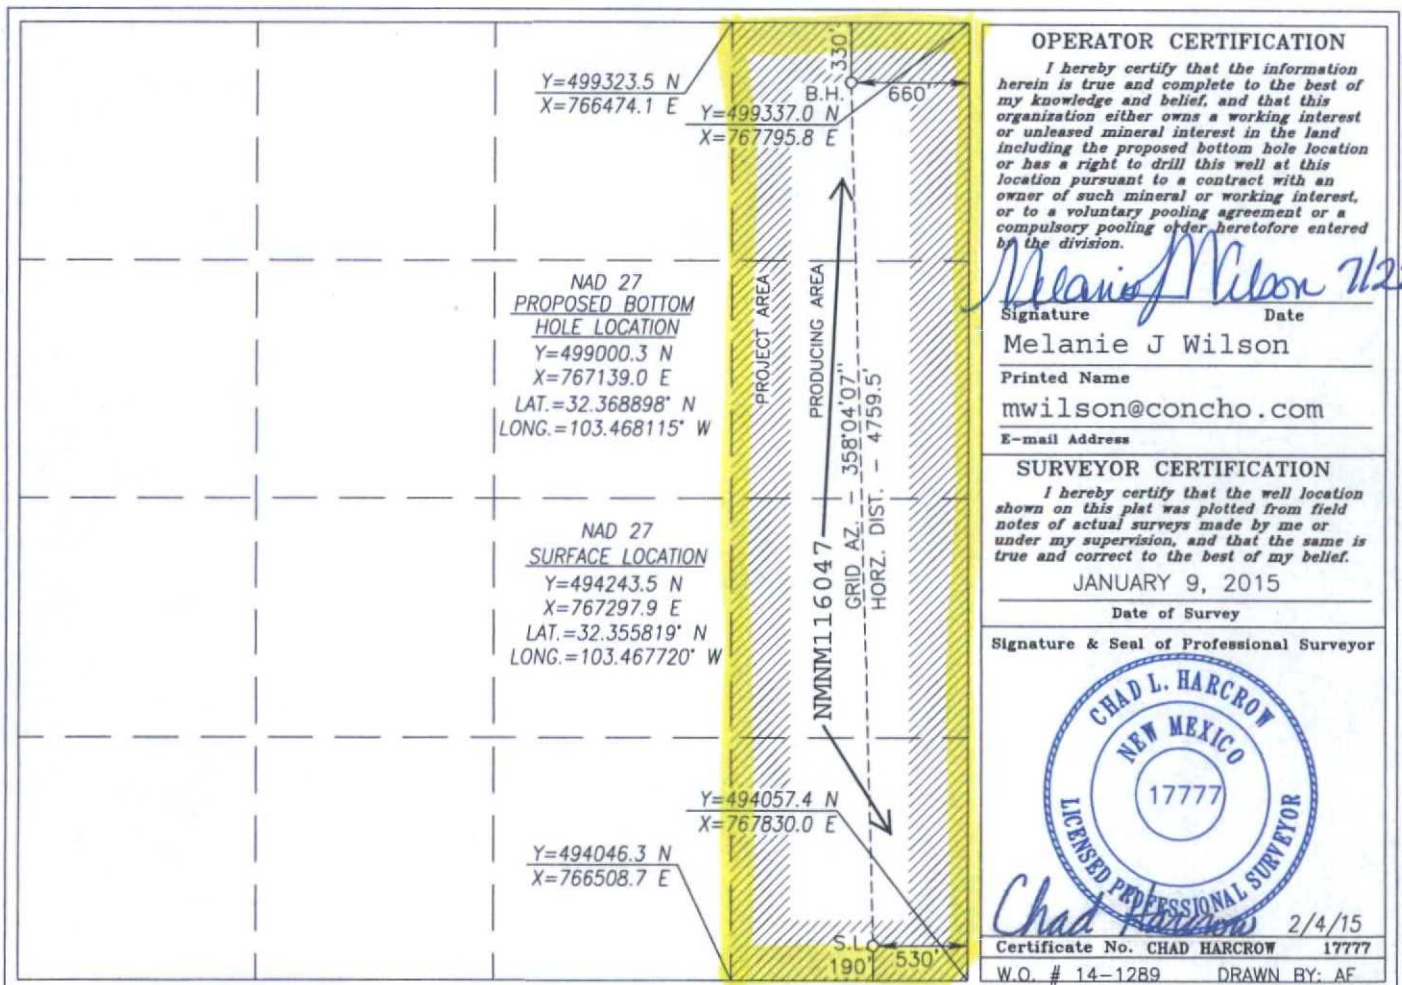 Y=499323.5 N
X=766474.1 E
330'
B.H.
660'
Y=499337.0 N
X=767795.8 E
NAD 27
PROPOSED BOTTOM
HOLE LOCATION
Y=499000.3 N
X=767139.0 E
LAT.=32.368898° N
LONG.=103.468115° W
PROJECT AREA
PRODUCING AREA
GRID AZ. - 358°04'07"
HORZ. DIST. - 4759.5'
NMNM116047
NAD 27
SURFACE LOCATION
Y=494243.5 N
X=767297.9 E
LAT.=32.355819° N
LONG.=103.467720° W
Y=494057.4 N
X=767830.0 E
Y=494046.3 N
X=766508.7 E
S.L.
190'
530'
OPERATOR CERTIFICATION
I hereby certify that the information
herein is true and complete to the best of
my knowledge and belief, and that this
organization either owns a working interest
or unleased mineral interest in the land
including the proposed bottom hole location
or has a right to drill this well at this
location pursuant to a contract with an
owner of such mineral or working interest,
or to a voluntary pooling agreement or a
compulsory pooling order heretofore entered
by the division.
Melanie J Wilson 7/2
Signature Date
Melanie J Wilson
Printed Name
mwilson@concho.com
E-mail Address
SURVEYOR CERTIFICATION
I hereby certify that the well location
shown on this plat was plotted from field
notes of actual surveys made by me or
under my supervision, and that the same is
true and correct to the best of my belief.
JANUARY 9, 2015
Date of Survey
Signature & Seal of Professional Surveyor
CHAD L. HARCROW
NEW MEXICO
17777
LICENSED PROFESSIONAL SURVEYOR
Chad Harcrow 2/4/15
Certificate No. CHAD HARCROW 17777
W.O. # 14-1289 DRAWN BY: AF